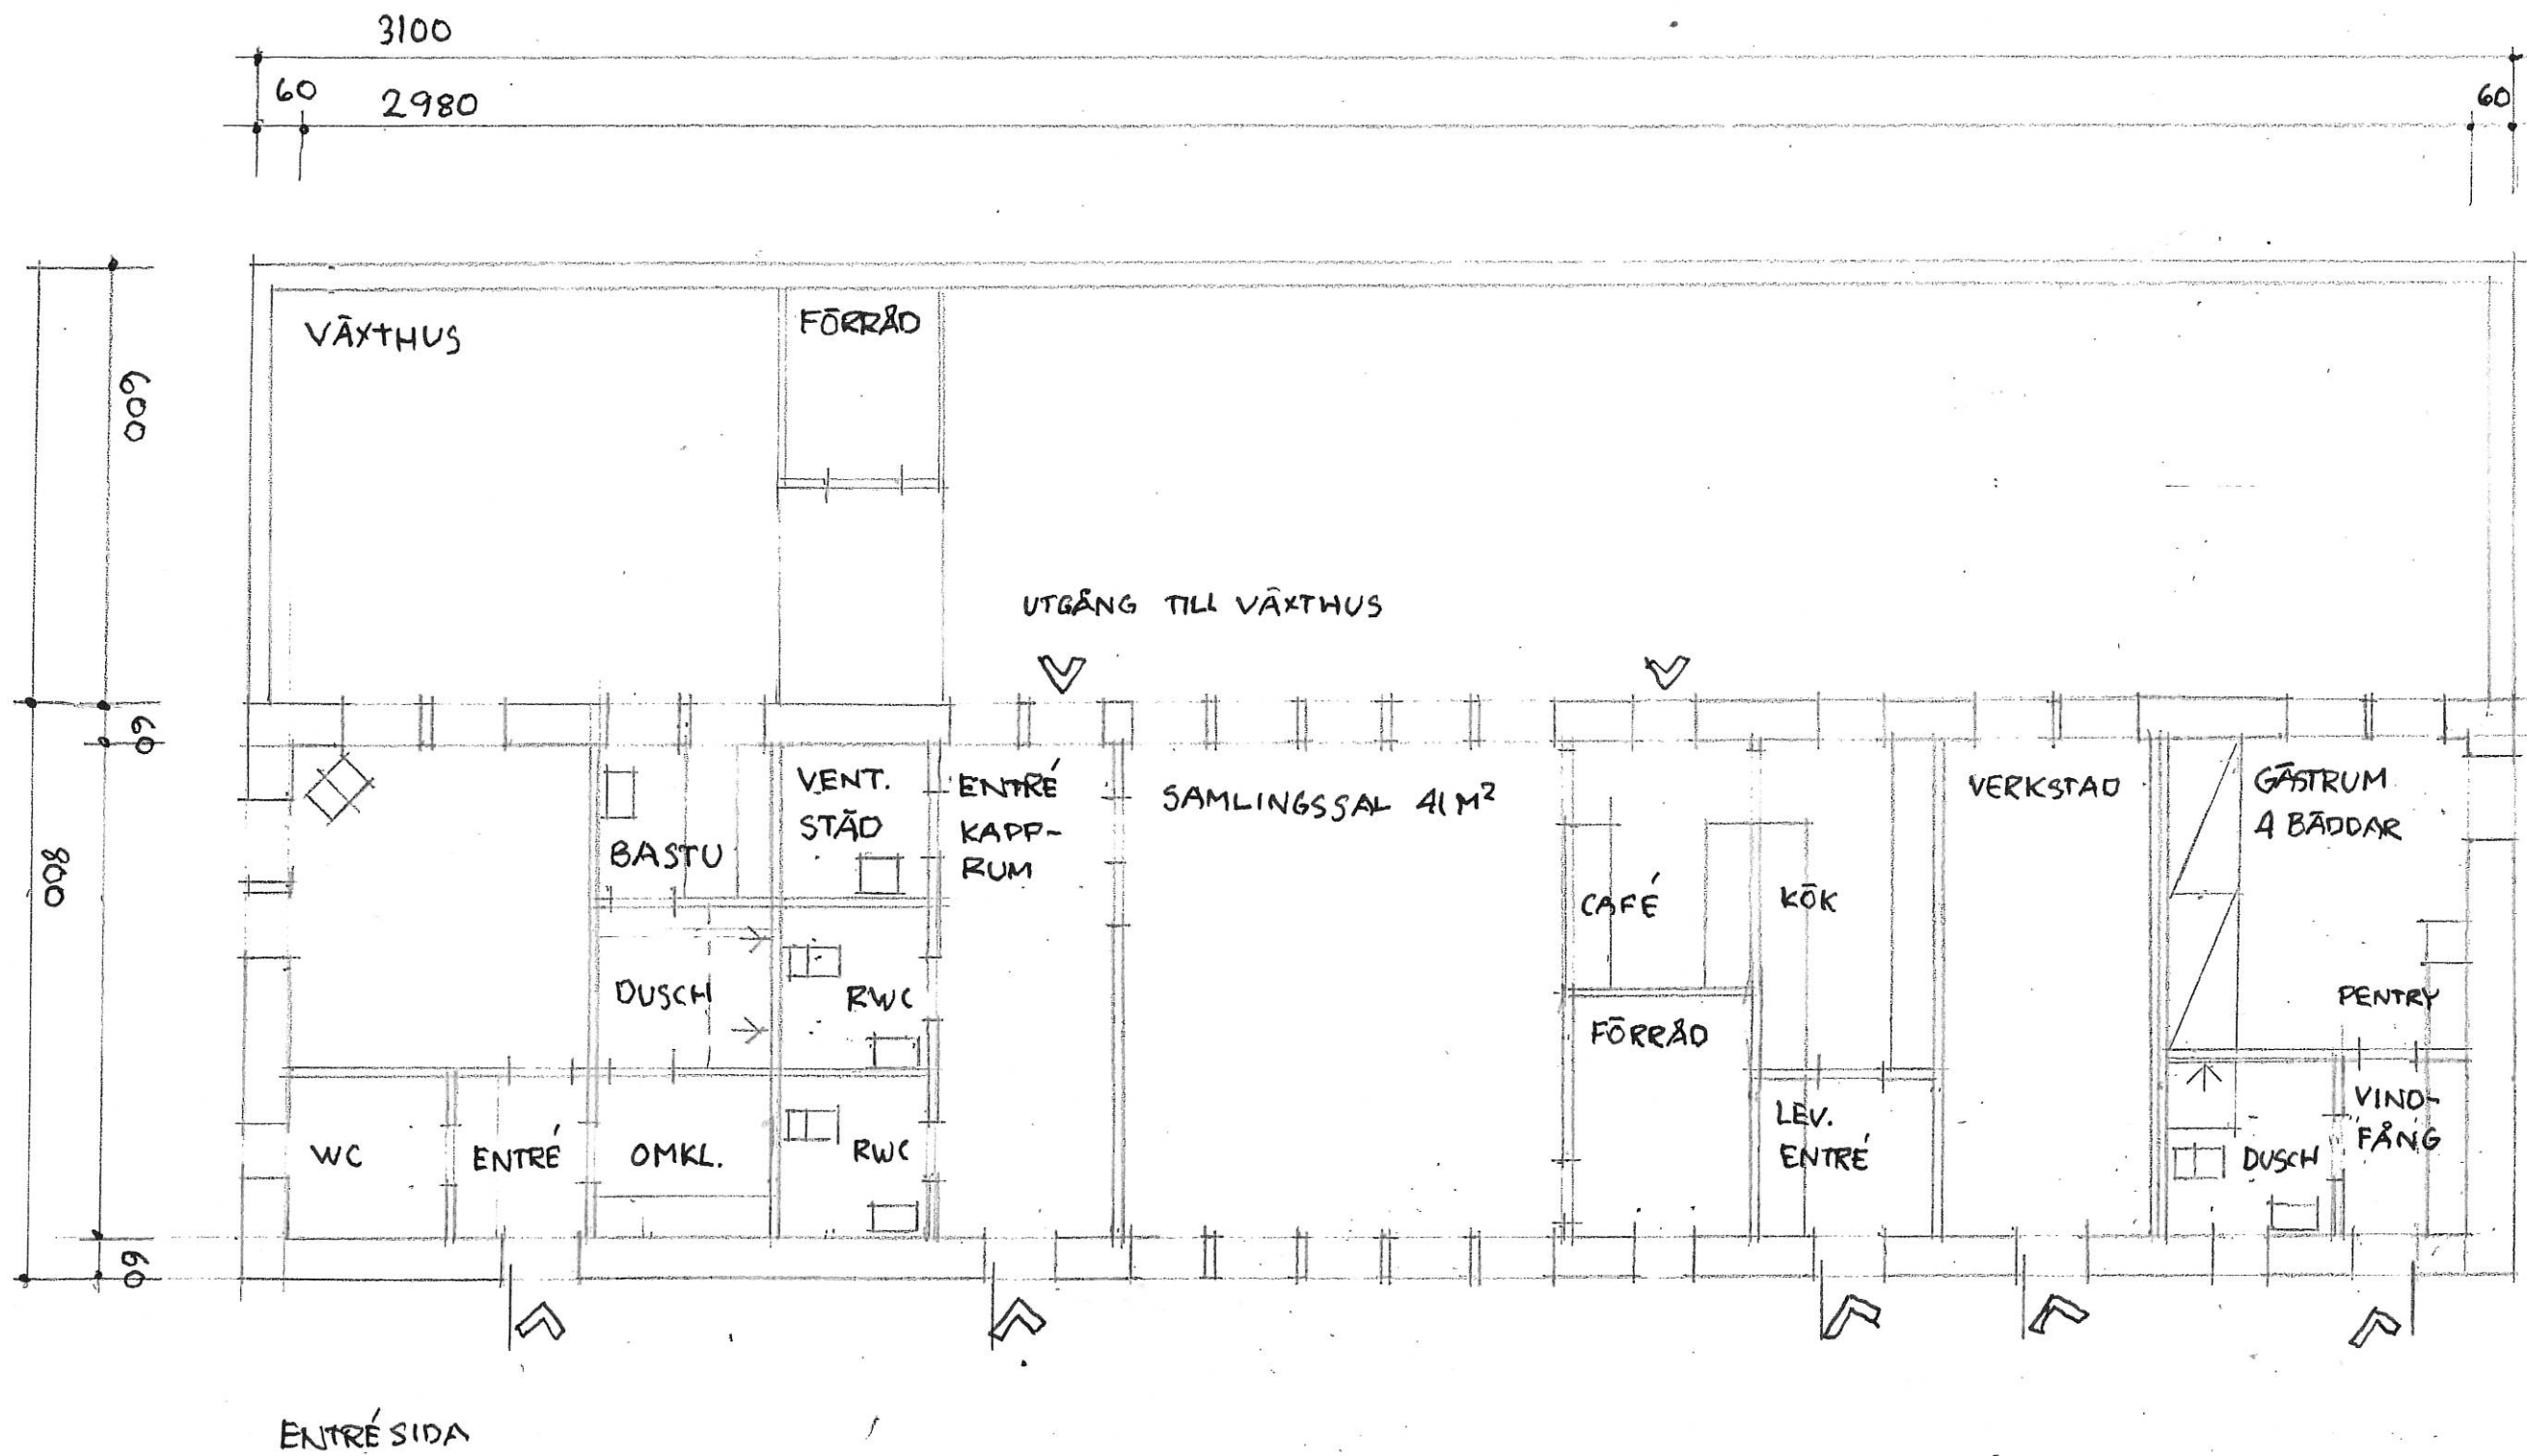 3100
60
2980
60
VÄXTHUS
FÖRRÅD
600
UTGÅNG TILL VÄXTHUS
60
800
60
BASTU
VENT.
STÄD
ENTRÉ
KAPP-
RUM
SAMLINGSSAL 41 M²
CAFÉ
KÖK
VERKSTAD
GÄSTRUM
4 BÄDDAR
DUSCH
RWC
FÖRRÅD
PENTRY
WC
ENTRÉ
OMKL.
RWC
LEV.
ENTRÉ
DUSCH
VIND-
FÅNG
ENTRÉSIDA